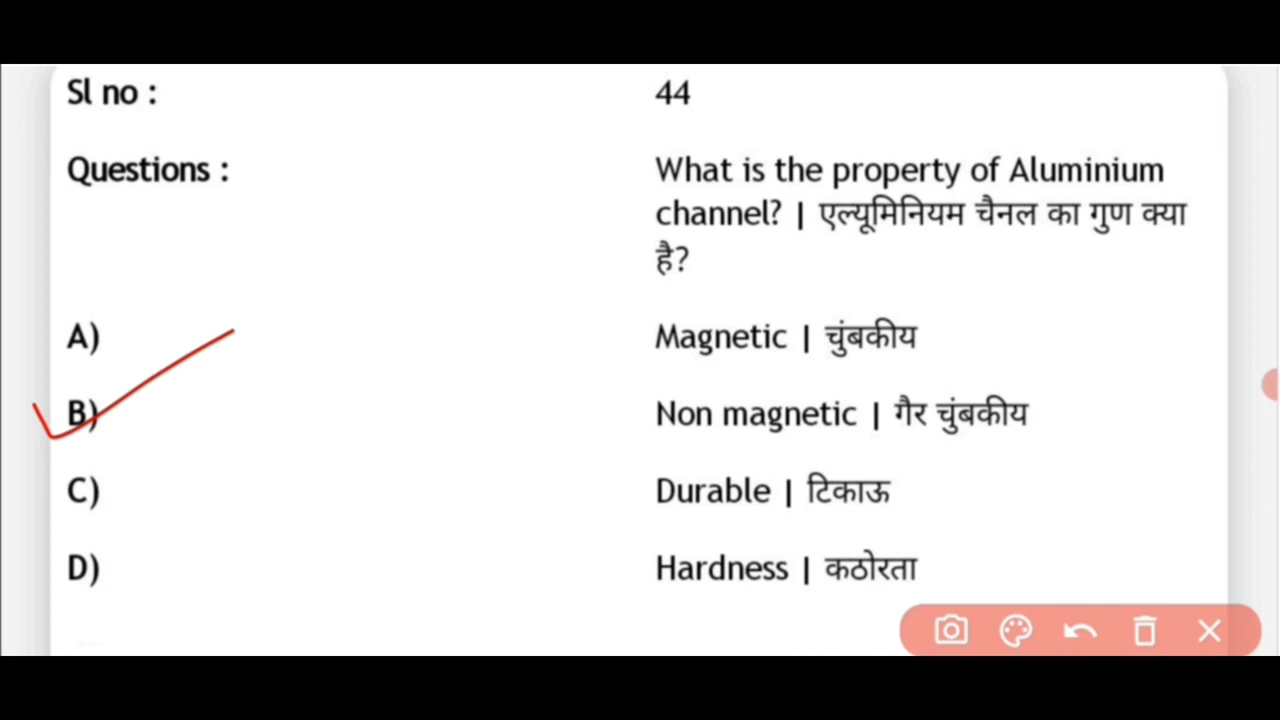 Sl no : 44
Questions : What is the property of Aluminium
channel? | एल्यूमिनियम चैनल का गुण क्या
है?
A) Magnetic | चुंबकीय
B) Non magnetic | गैर चुंबकीय
C) Durable | टिकाऊ
D) Hardness | कठोरता